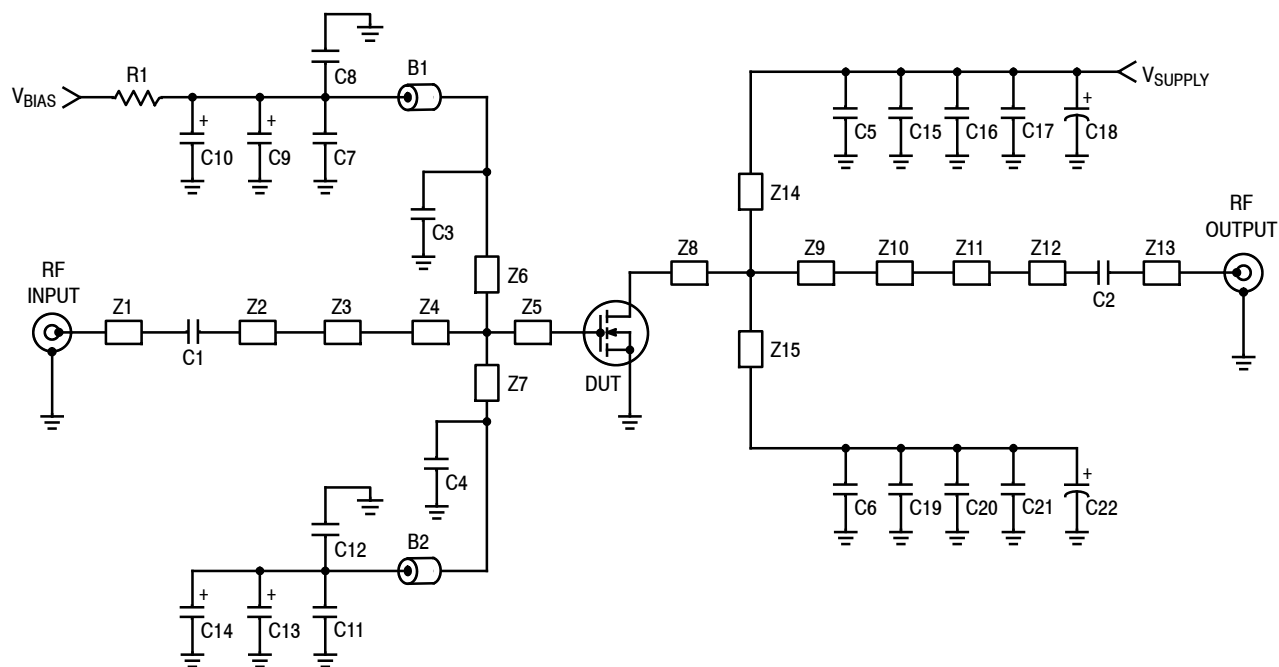 C8
B1
R1
V_BIAS
+
C10
+
C9
C7
C3
Z6
RF
INPUT
Z1
C1
Z2
Z3
Z4
Z5
DUT
Z7
C4
C12
B2
+
C14
+
C13
C11
V_SUPPLY
C5
C15
C16
C17
+
C18
Z14
RF
OUTPUT
Z8
Z9
Z10
Z11
Z12
C2
Z13
Z15
C6
C19
C20
C21
+
C22